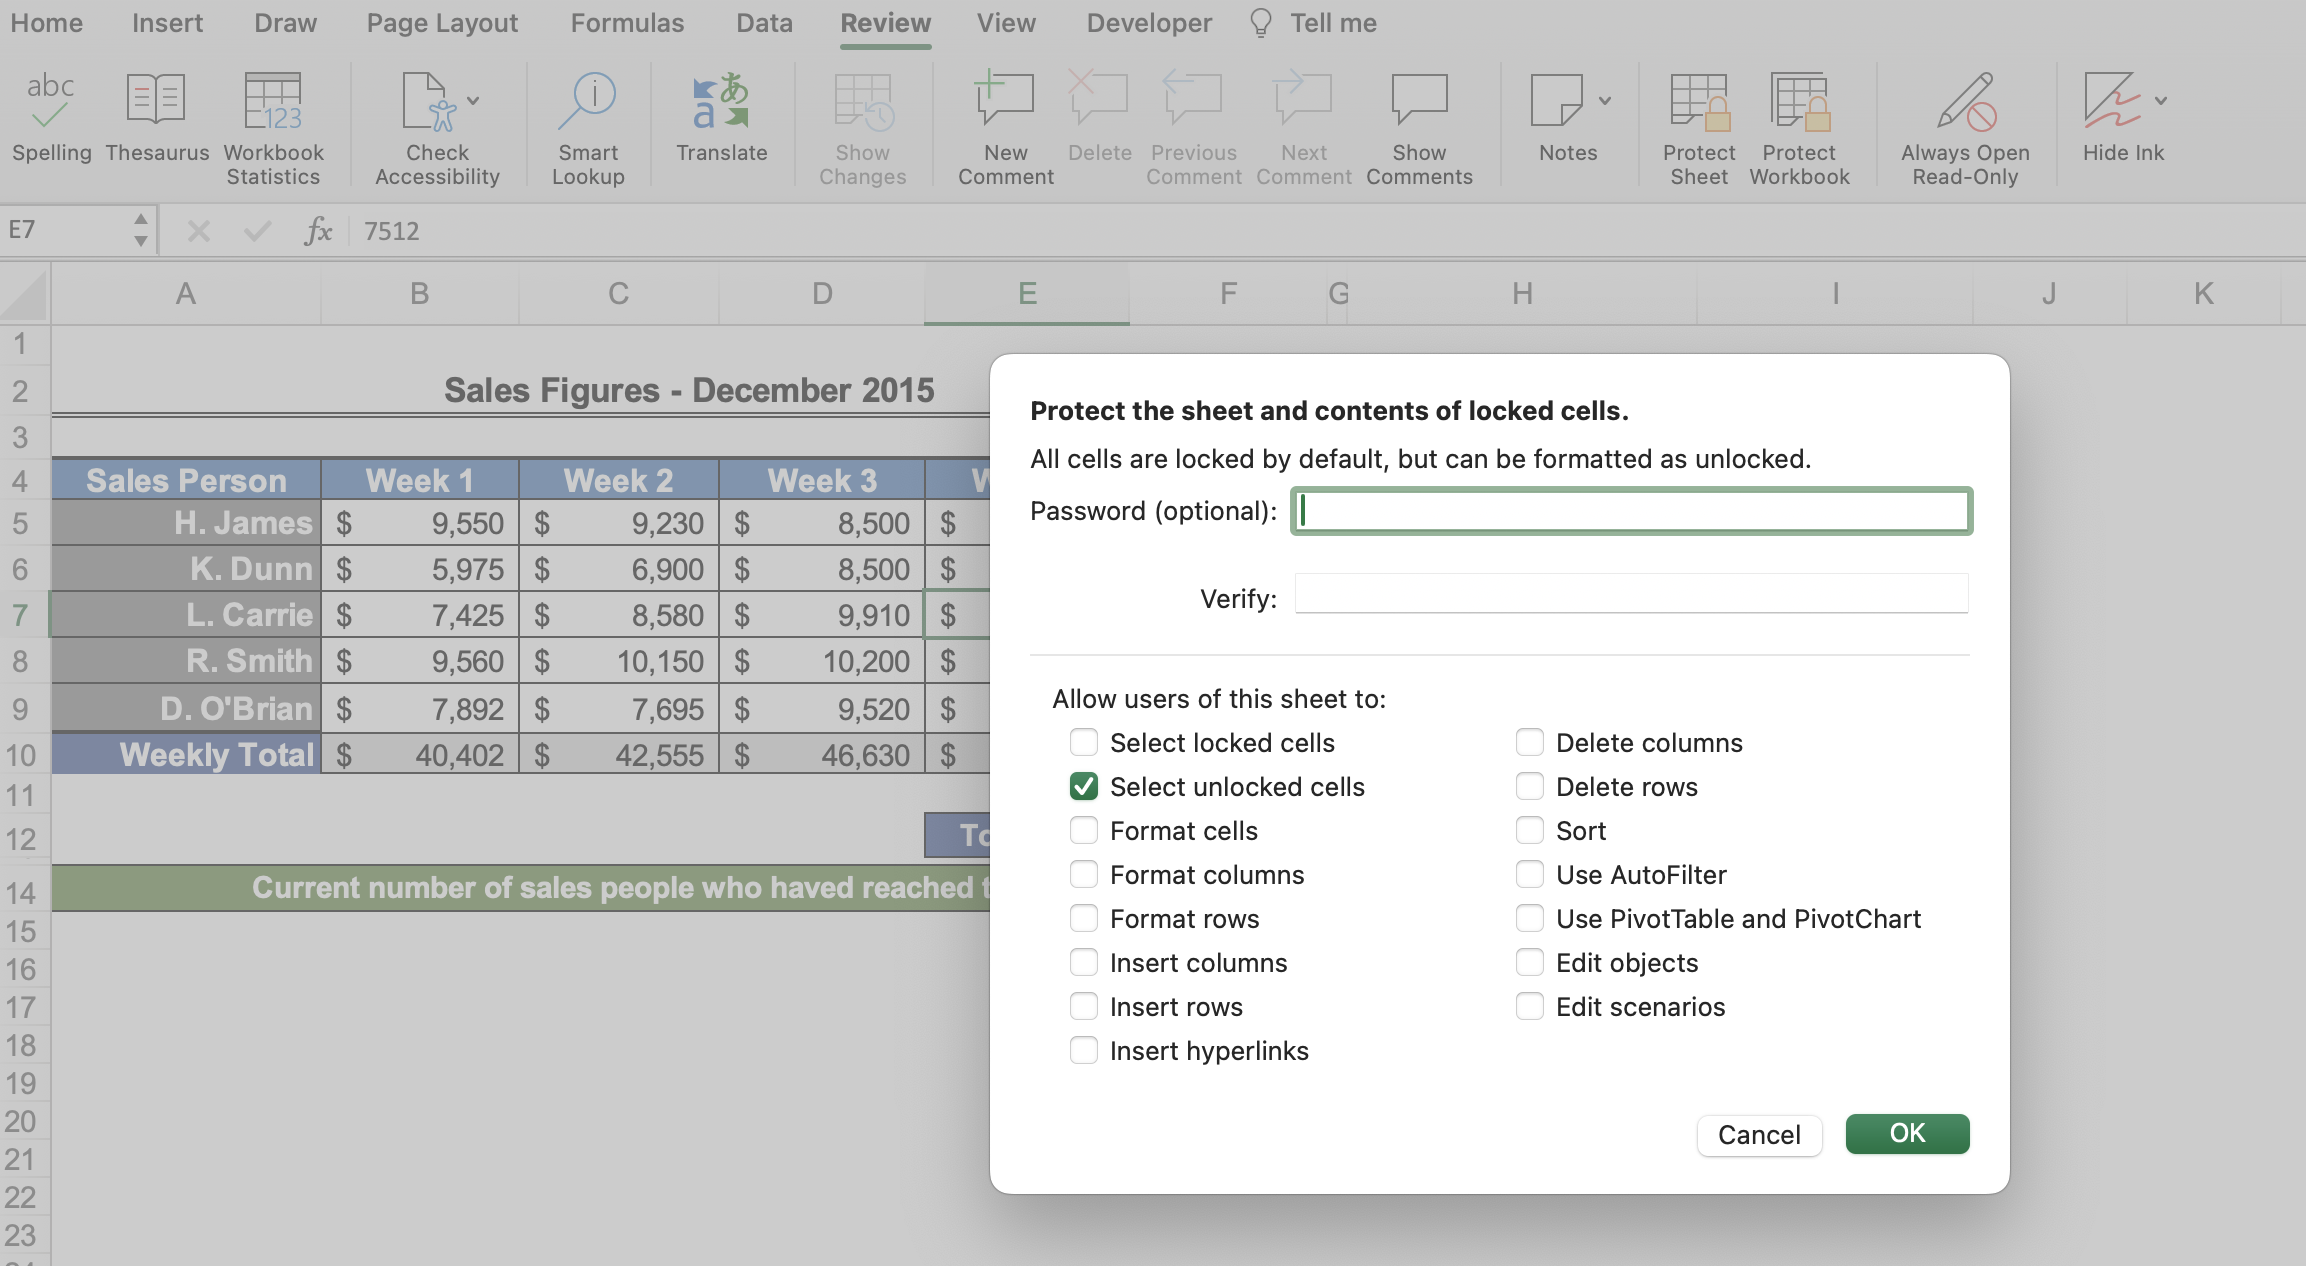 Home Insert Draw Page Layout Formulas Data Review View Developer Tell me
abc 123 i a あ
Spelling Thesaurus Workbook Statistics Check Accessibility Smart Lookup Translate Show Changes New Comment Delete Previous Comment Next Comment Show Comments Notes Protect Sheet Protect Workbook Always Open Read-Only Hide Ink
E7 fx 7512
A B C D E F G H I J K
1
2 Sales Figures - December 2015
3
4 Sales Person Week 1 Week 2 Week 3
5 H. James $ 9,550 $ 9,230 $ 8,500 $
6 K. Dunn $ 5,975 $ 6,900 $ 8,500 $
7 L. Carrie $ 7,425 $ 8,580 $ 9,910 $
8 R. Smith $ 9,560 $ 10,150 $ 10,200 $
9 D. O'Brian $ 7,892 $ 7,695 $ 9,520 $
10 Weekly Total $ 40,402 $ 42,555 $ 46,630 $
11
12
14 Current number of sales people who haved reached
15
16
17
18
19
20
21
22
23
Protect the sheet and contents of locked cells.
All cells are locked by default, but can be formatted as unlocked.
Password (optional):
Verify:
Allow users of this sheet to:
Select locked cells
Select unlocked cells
Format cells
Format columns
Format rows
Insert columns
Insert rows
Insert hyperlinks
Delete columns
Delete rows
Sort
Use AutoFilter
Use PivotTable and PivotChart
Edit objects
Edit scenarios
Cancel OK